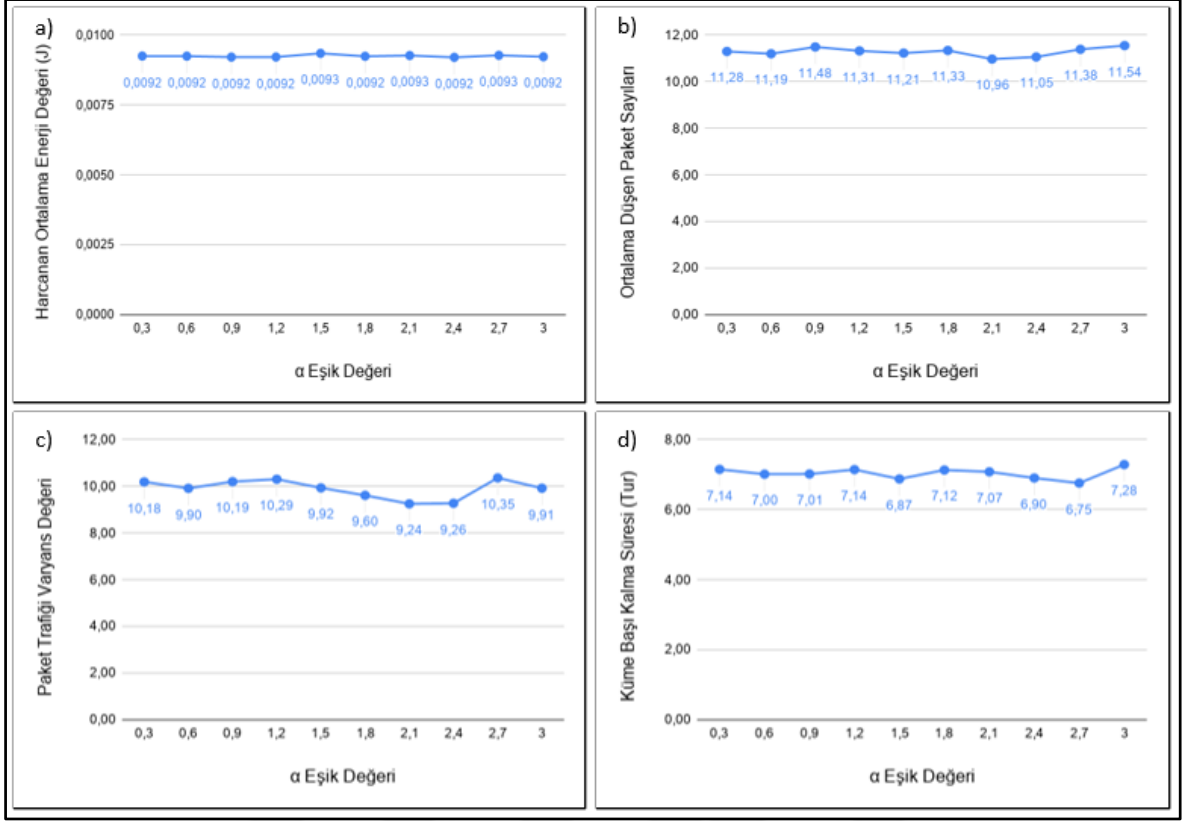 a)
Harcanan Ortalama Enerji Değeri (J)
0,0100
0,0075
0,0050
0,0025
0,0000
0,0092 0,0092 0,0092 0,0092 0,0093 0,0092 0,0093 0,0092 0,0093 0,0092
0,3 0,6 0,9 1,2 1,5 1,8 2,1 2,4 2,7 3
α Eşik Değeri
b)
Ortalama Düşen Paket Sayıları
12,00
10,00
8,00
6,00
4,00
2,00
0,00
11,28 11,19 11,48 11,31 11,21 11,33 10,96 11,05 11,38 11,54
0,3 0,6 0,9 1,2 1,5 1,8 2,1 2,4 2,7 3
α Eşik Değeri
c)
Paket Trafiği Varyans Değeri
12,00
10,00
8,00
6,00
4,00
2,00
0,00
10,18 9,90 10,19 10,29 9,92 9,60 9,24 9,26 10,35 9,91
0,3 0,6 0,9 1,2 1,5 1,8 2,1 2,4 2,7 3
α Eşik Değeri
d)
Küme Başı Kalma Süresi (Tur)
8,00
6,00
4,00
2,00
0,00
7,14 7,00 7,01 7,14 6,87 7,12 7,07 6,90 6,75 7,28
0,3 0,6 0,9 1,2 1,5 1,8 2,1 2,4 2,7 3
α Eşik Değeri